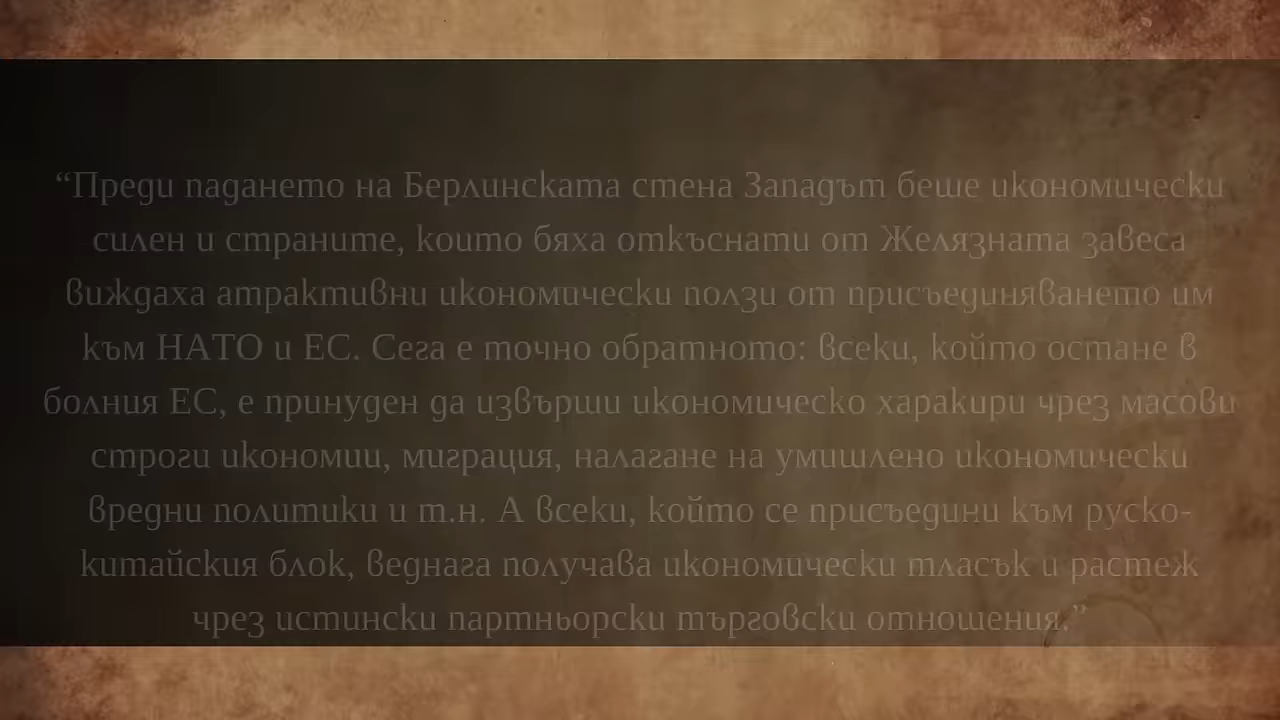 “Преди падането на Берлинската стена Западът беше икономически
силен и страните, които бяха откъснати от Желязната завеса
виждаха атрактивни икономически ползи от присъединяването им
към НАТО и ЕС. Сега е точно обратното: всеки, който остане в
болния ЕС, е принуден да извърши икономическо харакири чрез масови
строги икономии, миграция, налагане на умишлено икономически
вредни политики и т.н. А всеки, който се присъедини към руско-
китайския блок, веднага получава икономически тласък и растеж
чрез истински партньорски търговски отношения.”